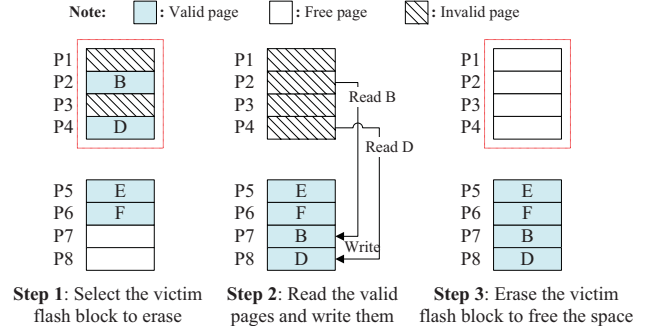 Note: : Valid page : Free page : Invalid page
P1 P1 P1
P2 B P2 P2
Read B
P3 P3 P3
P4 D P4 P4
Read D
P5 E P5 E P5 E
P6 F P6 F P6 F
P7 P7 B P7 B
Write
P8 P8 D P8 D
Step 1: Select the victim Step 2: Read the valid Step 3: Erase the victim
flash block to erase pages and write them flash block to free the space